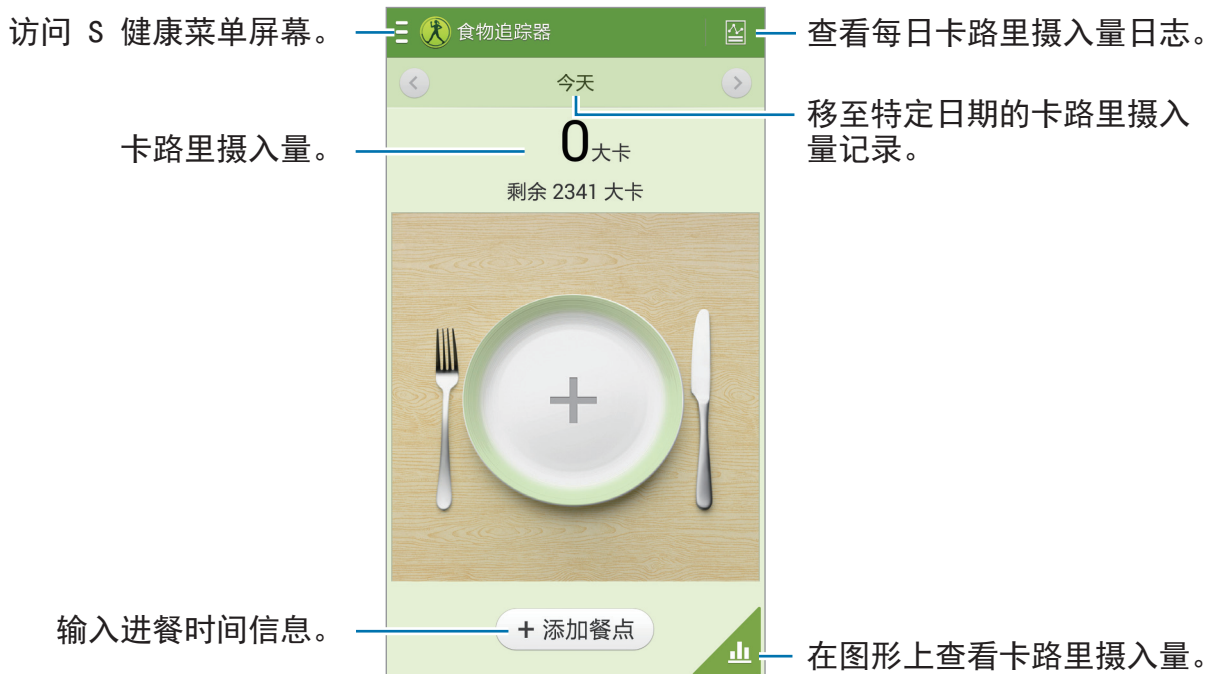 访问 S 健康菜单屏幕。
食物追踪器
查看每日卡路里摄入量日志。
今天
移至特定日期的卡路里摄入
量记录。
卡路里摄入量。
0大卡
剩余 2341 大卡
输入进餐时间信息。
+ 添加餐点
在图形上查看卡路里摄入量。